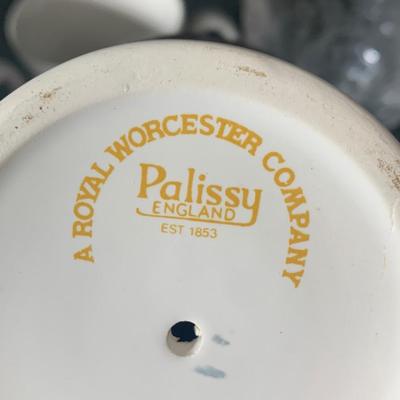 A ROYAL WORCESTER COMPANY
Palissy
ENGLAND
EST 1853